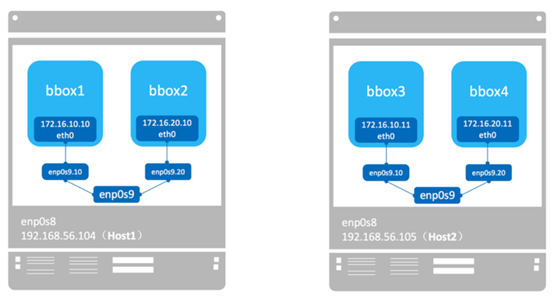 bbox1
bbox2
172.16.10.10
eth0
172.16.20.10
eth0
enp0s9.10
enp0s9.20
enp0s9
enp0s8
192.168.56.104（Host1）
bbox3
bbox4
172.16.10.11
eth0
172.16.20.11
eth0
enp0s9.10
enp0s9.20
enp0s9
enp0s8
192.168.56.105（Host2）